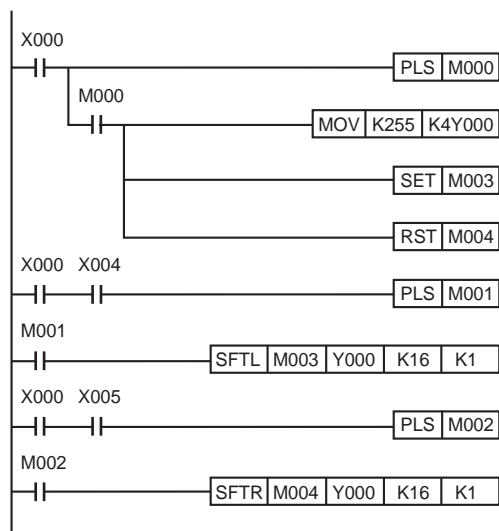 X000
PLS M000
M000
MOV K255 K4Y000
SET M003
RST M004
X000 X004
PLS M001
M001
SFTL M003 Y000 K16 K1
X000 X005
PLS M002
M002
SFTR M004 Y000 K16 K1